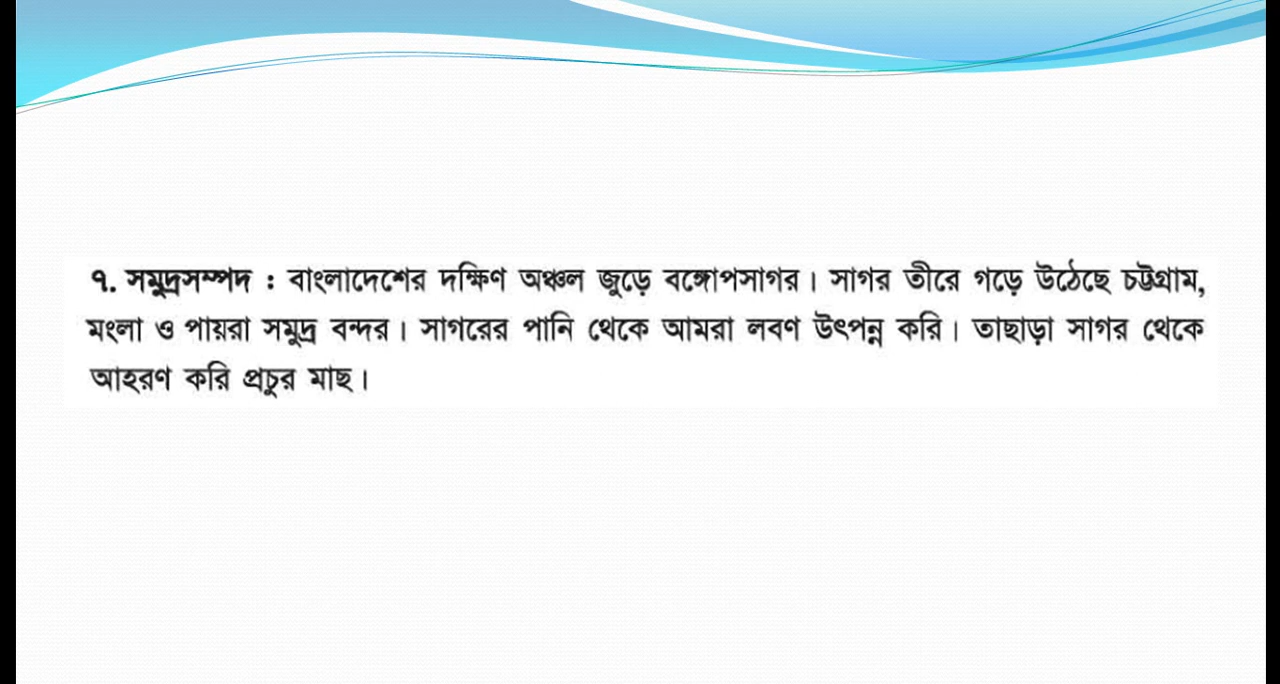 ৭. সমুদ্রসম্পদ : বাংলাদেশের দক্ষিণ অঞ্চল জুড়ে বঙ্গোপসাগর। সাগর তীরে গড়ে উঠেছে চট্টগ্রাম,
মংলা ও পায়রা সমুদ্র বন্দর। সাগরের পানি থেকে আমরা লবণ উৎপন্ন করি। তাছাড়া সাগর থেকে
আহরণ করি প্রচুর মাছ।